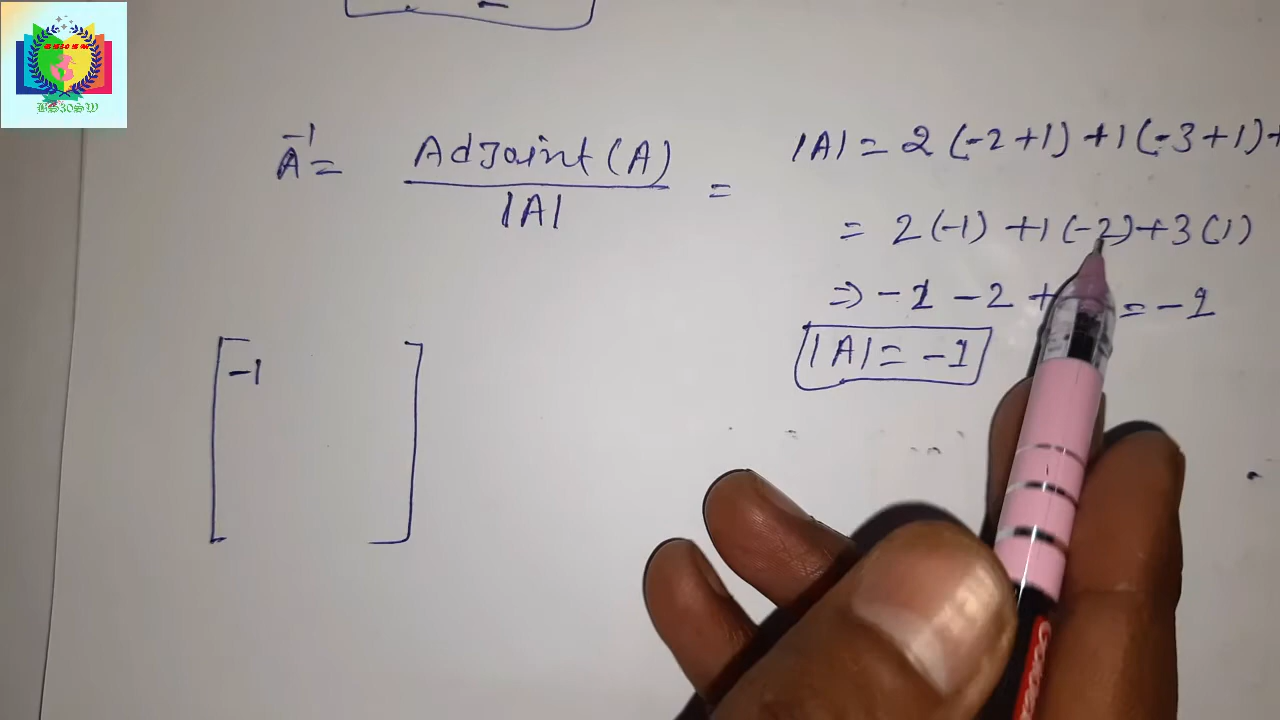 BS30SW
A⁻¹ = Adjoint(A) / |A| =
|A| = 2(-2+1) +1(-3+1)+
= 2(-1) +1(-2)+3(1)
⇒ -2 -2 + = -1
|A| = -1
[-1 ]